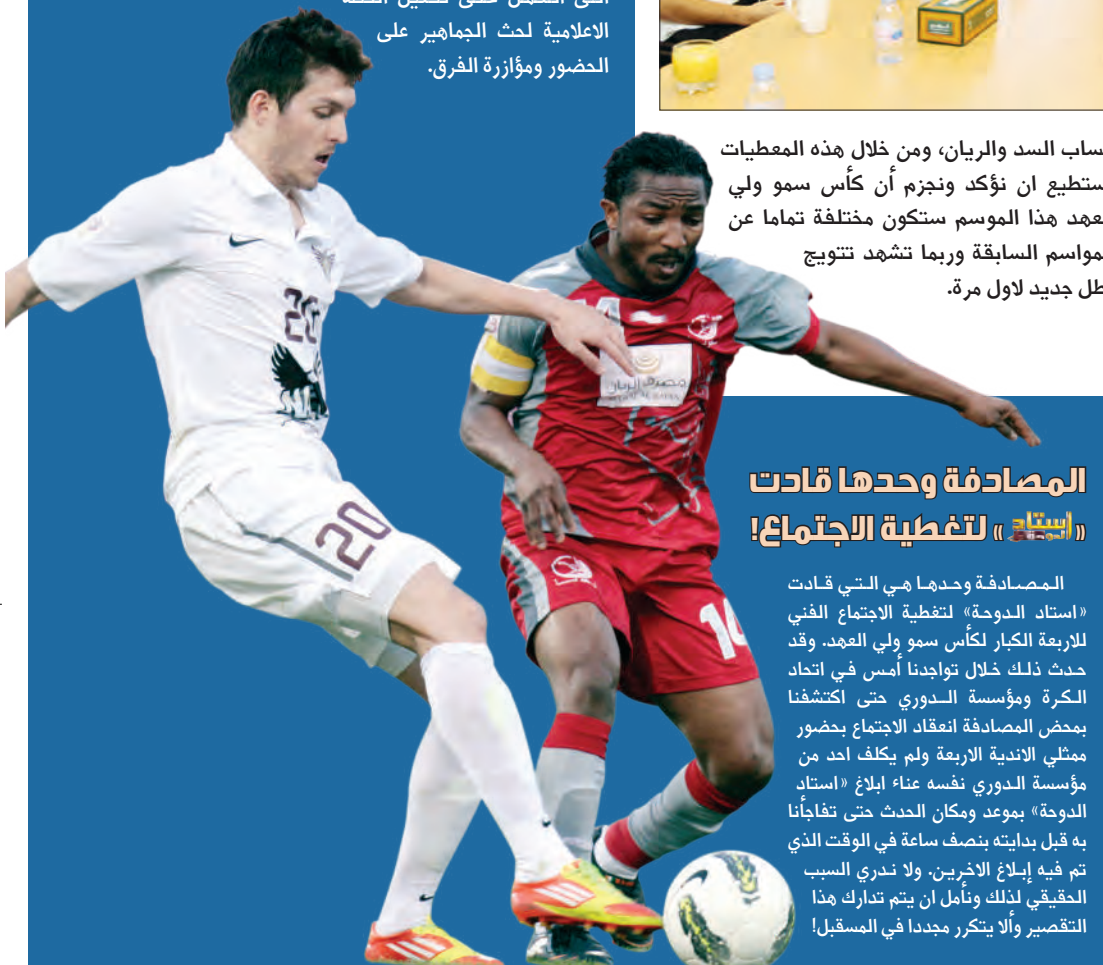 الاعلامية لحث الجماهير على
الحضور ومؤازرة الفرق.
ساب السد والريان، ومن خلال هذه المعطيات
ستطيع ان نؤكد ونجزم أن كأس سمو ولي
عهد هذا الموسم ستكون مختلفة تماما عن
مواسم السابقة وربما تشهد تتويج
طل جديد لاول مرة.
20
20
14
مصرف الريان
14
المصادفة وحدها قادت
«استاد الدوحة» لتغطية الاجتماع!
المصادفة وحدها هي التي قادت
«استاد الدوحة» لتغطية الاجتماع الفني
للاربعة الكبار لكأس سمو ولي العهد. وقد
حدث ذلك خلال تواجدنا أمس في اتحاد
الكرة ومؤسسة الدوري حتى اكتشفنا
بمحض المصادفة انعقاد الاجتماع بحضور
ممثلي الاندية الاربعة ولم يكلف احد من
مؤسسة الدوري نفسه عناء ابلاغ «استاد
الدوحة» بموعد ومكان الحدث حتى تفاجأنا
به قبل بدايته بنصف ساعة في الوقت الذي
تم فيه إبلاغ الاخرين. ولا ندري السبب
الحقيقي لذلك ونأمل ان يتم تدارك هذا
التقصير وألا يتكرر مجددا في المسقبل!